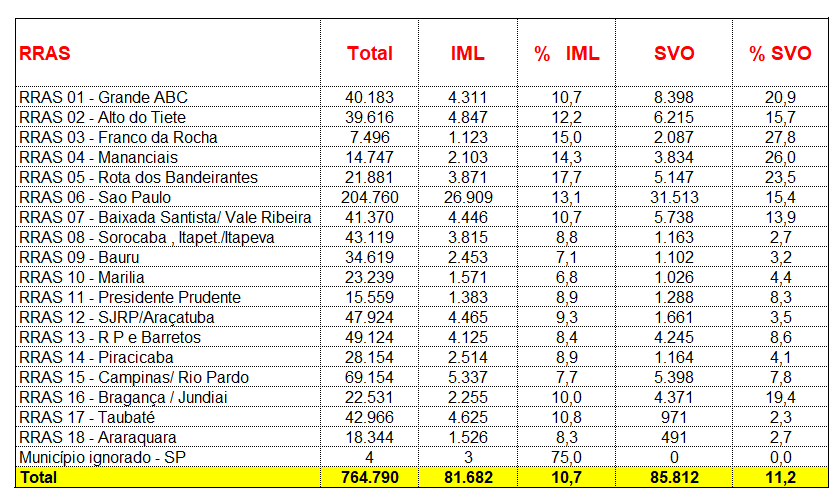 RRAS Total IML % IML SVO % SVO
RRAS 01 - Grande ABC 40.183 4.311 10,7 8.398 20,9
RRAS 02 - Alto do Tiete 39.616 4.847 12,2 6.215 15,7
RRAS 03 - Franco da Rocha 7.496 1.123 15,0 2.087 27,8
RRAS 04 - Mananciais 14.747 2.103 14,3 3.834 26,0
RRAS 05 - Rota dos Bandeirantes 21.881 3.871 17,7 5.147 23,5
RRAS 06 - Sao Paulo 204.760 26.909 13,1 31.513 15,4
RRAS 07 - Baixada Santista/ Vale Ribeira 41.370 4.446 10,7 5.738 13,9
RRAS 08 - Sorocaba , Itapet./Itapeva 43.119 3.815 8,8 1.163 2,7
RRAS 09 - Bauru 34.619 2.453 7,1 1.102 3,2
RRAS 10 - Marilia 23.239 1.571 6,8 1.026 4,4
RRAS 11 - Presidente Prudente 15.559 1.383 8,9 1.288 8,3
RRAS 12 - SJRP/Araçatuba 47.924 4.465 9,3 1.661 3,5
RRAS 13 - R P e Barretos 49.124 4.125 8,4 4.245 8,6
RRAS 14 - Piracicaba 28.154 2.514 8,9 1.164 4,1
RRAS 15 - Campinas/ Rio Pardo 69.154 5.337 7,7 5.398 7,8
RRAS 16 - Bragança / Jundiai 22.531 2.255 10,0 4.371 19,4
RRAS 17 - Taubaté 42.966 4.625 10,8 971 2,3
RRAS 18 - Araraquara 18.344 1.526 8,3 491 2,7
Município ignorado - SP 4 3 75,0 0 0,0
Total 764.790 81.682 10,7 85.812 11,2